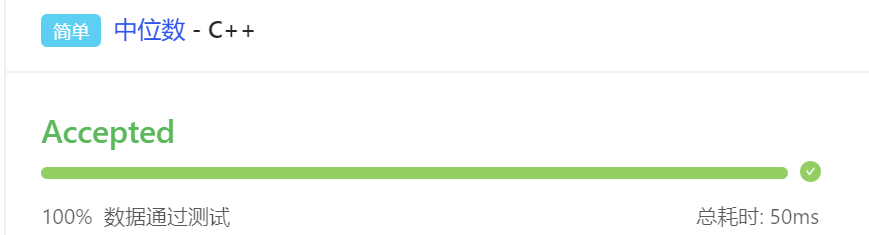 简单 中位数 - C++
Accepted
100% 数据通过测试 总耗时: 50ms